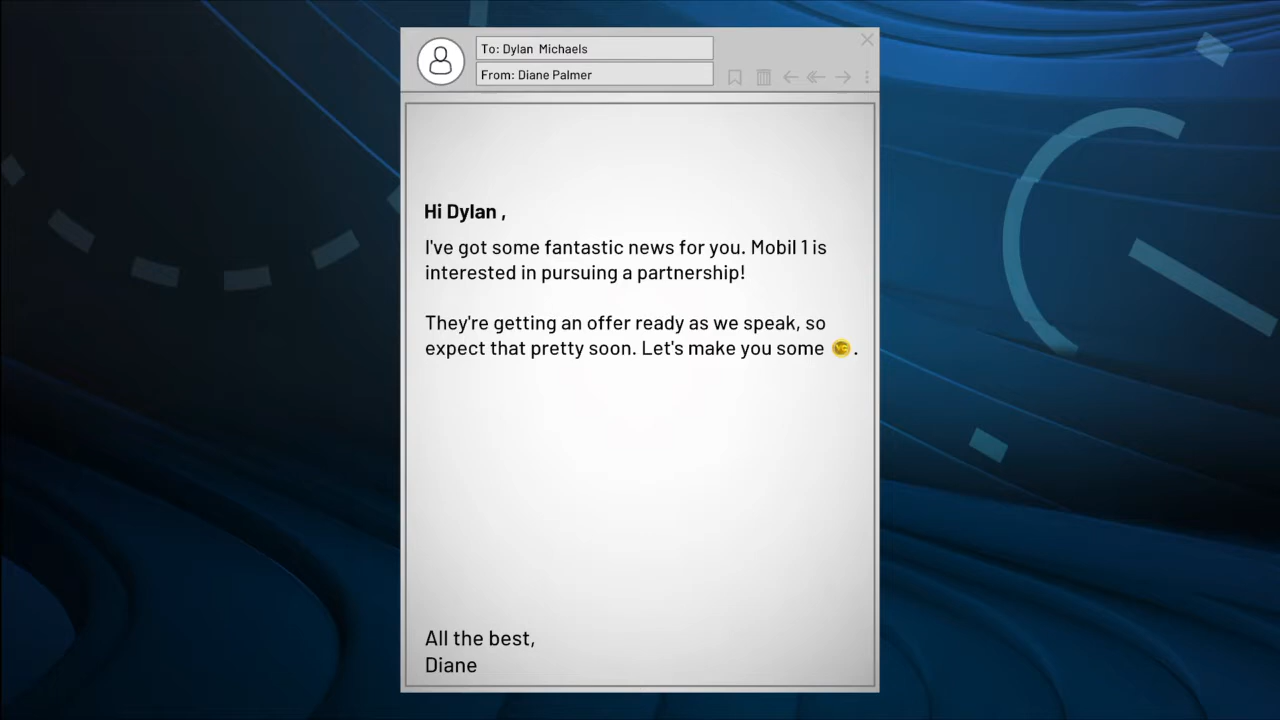 To: Dylan Michaels
From: Diane Palmer
Hi Dylan ,
I've got some fantastic news for you. Mobil 1 is
interested in pursuing a partnership!
They're getting an offer ready as we speak, so
expect that pretty soon. Let's make you some .
All the best,
Diane